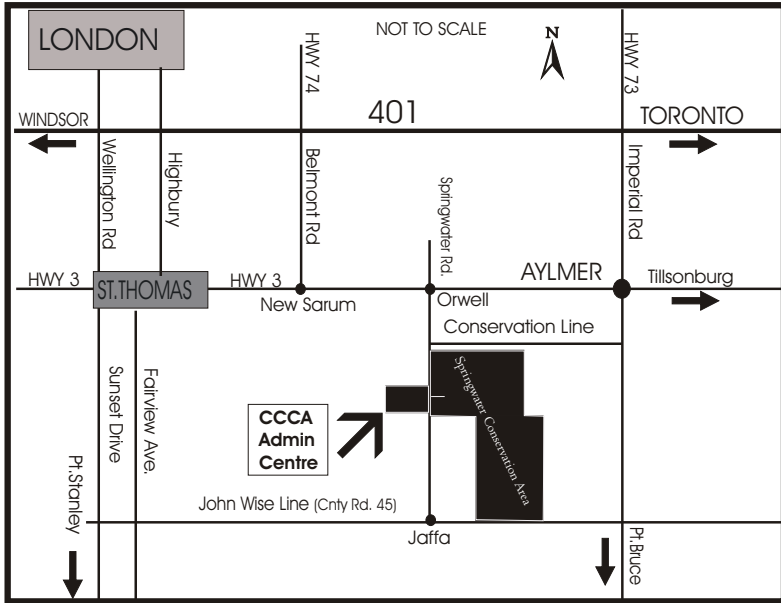 LONDON
NOT TO SCALE
N
HWY 74
HWY 73
WINDSOR
401
TORONTO
Wellington Rd
Highbury
Belmont Rd
Springwater Rd.
Imperial Rd
HWY 3
ST.THOMAS
HWY 3
New Sarum
Orwell
AYLMER
Tillsonburg
Conservation Line
Sunset Drive
Fairview Ave.
CCCA
Admin
Centre
Springwater Conservation Area
Pt.Stanley
John Wise Line (Cnty Rd. 45)
Jaffa
Pt.Bruce